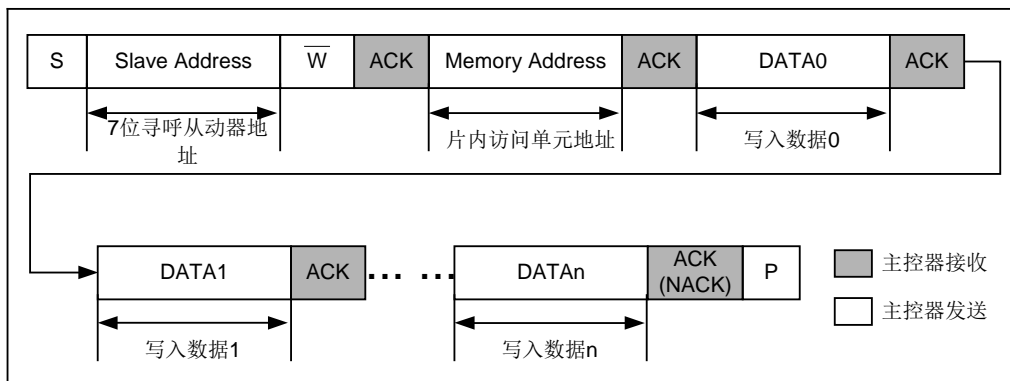 S Slave Address W̅ ACK Memory Address ACK DATA0 ACK
7位寻呼从动器地
址
片内访问单元地址
写入数据0
DATA1 ACK ... ... DATAn ACK
(NACK) P
写入数据1
写入数据n
主控器接收
主控器发送